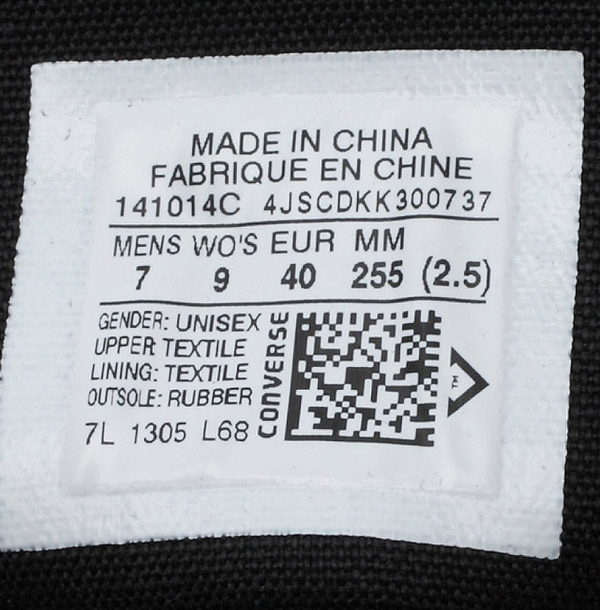 MADE IN CHINA
FABRIQUE EN CHINE
141014C 4JSCDKK300737
MENS WO'S EUR MM
7 9 40 255 (2.5)
GENDER: UNISEX
UPPER: TEXTILE
LINING: TEXTILE
OUTSOLE: RUBBER
7L 1305 L68
CONVERSE
TM